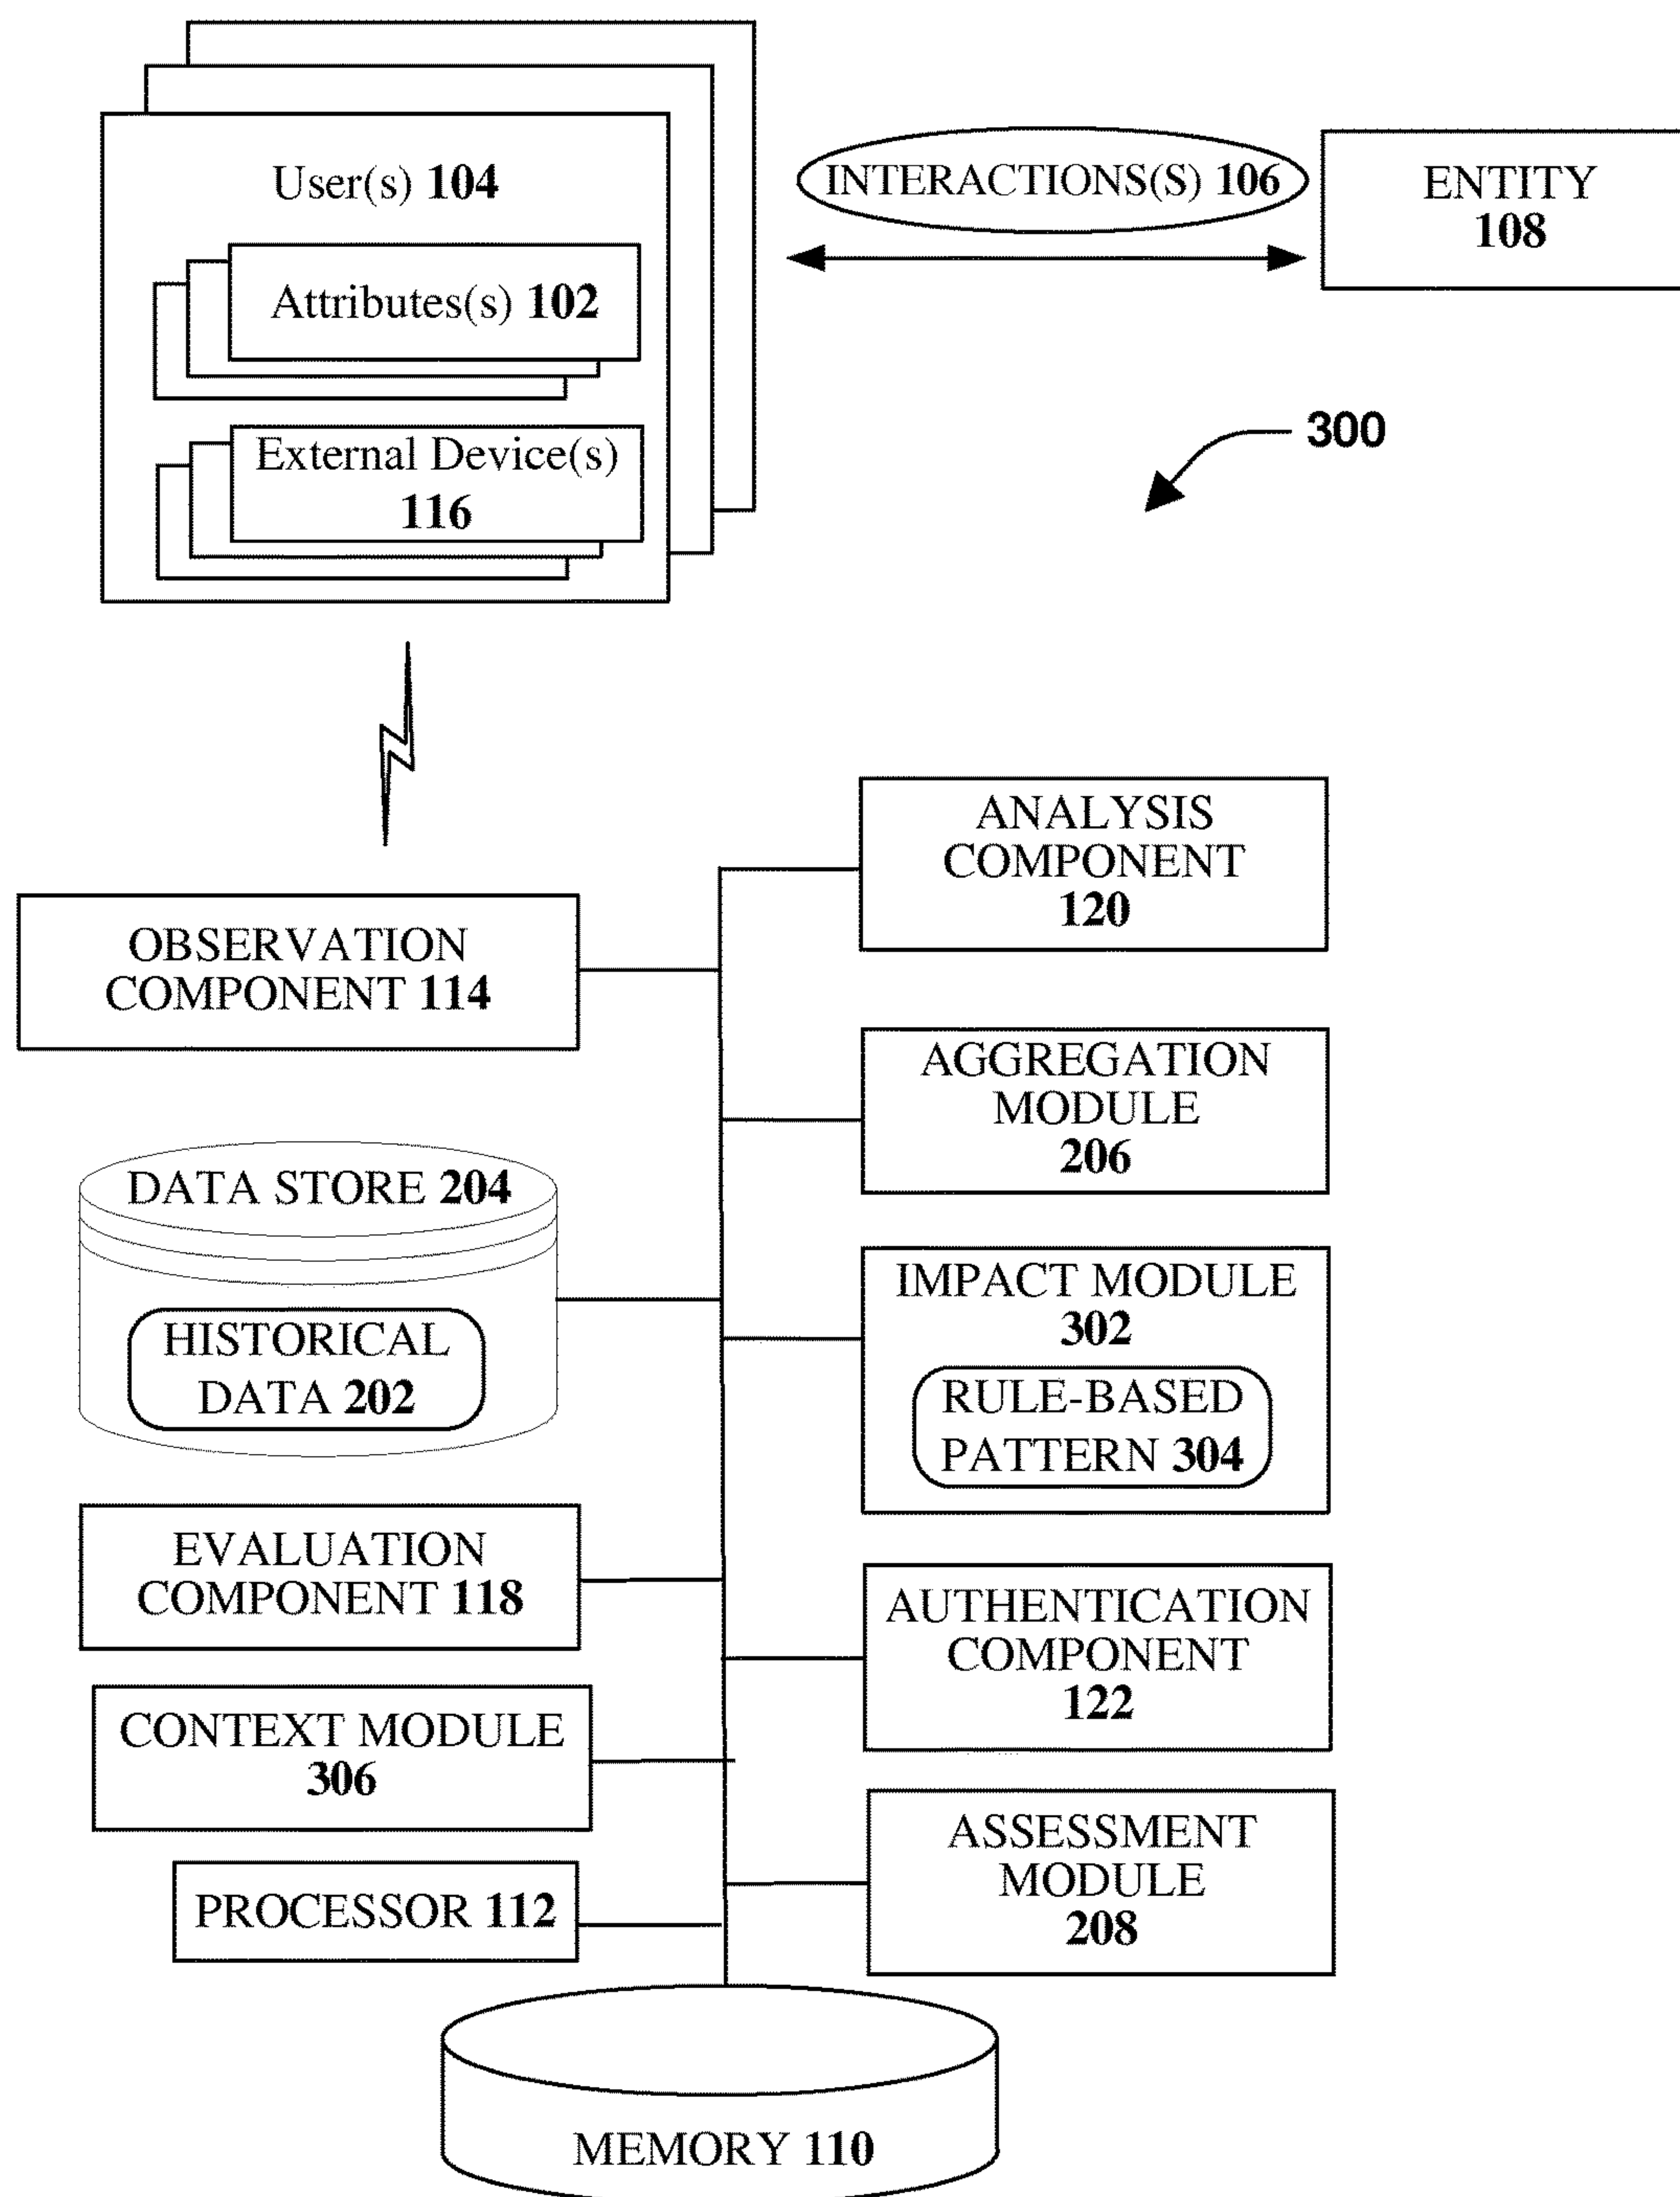 User(s) 104
Attributes(s) 102
External Device(s)
116
INTERACTIONS(S) 106
ENTITY
108
300
OBSERVATION
COMPONENT 114
DATA STORE 204
HISTORICAL
DATA 202
EVALUATION
COMPONENT 118
CONTEXT MODULE
306
PROCESSOR 112
ANALYSIS
COMPONENT
120
AGGREGATION
MODULE
206
IMPACT MODULE
302
RULE-BASED
PATTERN 304
AUTHENTICATION
COMPONENT
122
ASSESSMENT
MODULE
208
MEMORY 110